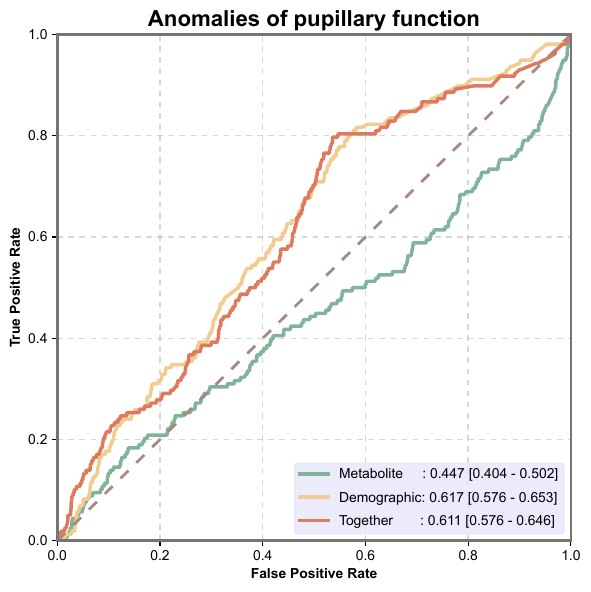 Anomalies of pupillary function
True Positive Rate
1.0
0.8
0.6
0.4
0.2
0.0
Metabolite : 0.447 [0.404 - 0.502]
Demographic: 0.617 [0.576 - 0.653]
Together : 0.611 [0.576 - 0.646]
0.0 0.2 0.4 0.6 0.8 1.0
False Positive Rate